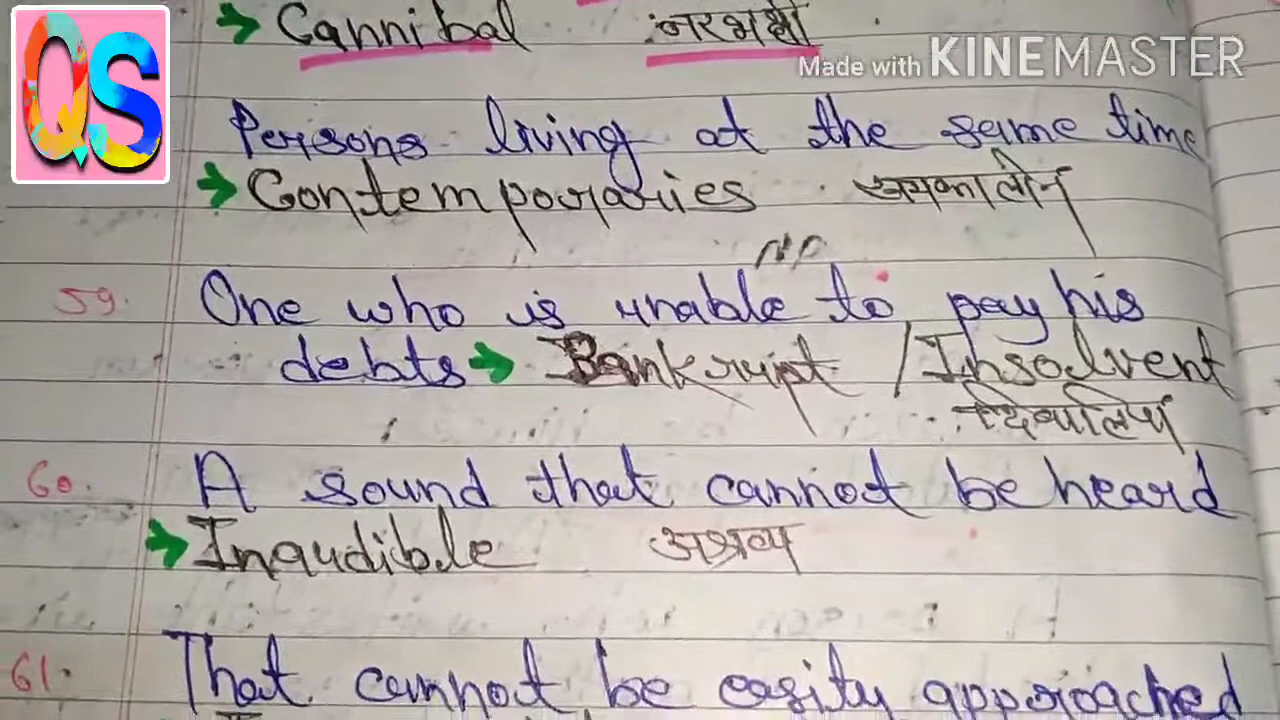 → Cannibal नरभक्षी
QS
Made with KINEMASTER
Persons living at the same time
→ Contemporaries समकालीन
59. One who is unable to pay his
debts → Bankrupt / Insolvent
दिवालिया
60. A sound that cannot be heard
→ Inaudible अश्रव्य
61. That cannot be easily approached